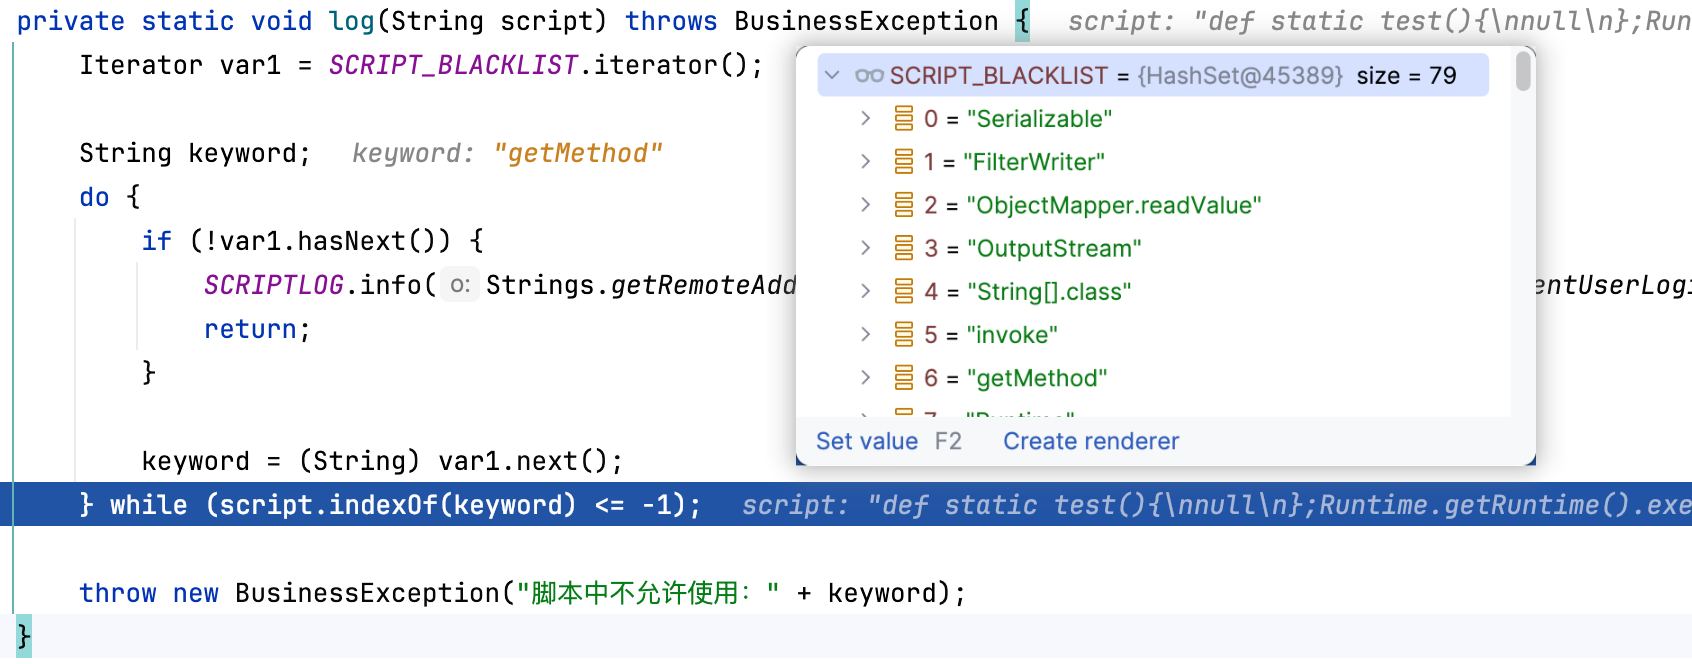 private static void log(String script) throws BusinessException { script: "def static test(){\nnull\n};Run
Iterator var1 = SCRIPT_BLACKLIST.iterator();
SCRIPT_BLACKLIST = {HashSet@45389} size = 79
0 = "Serializable"
String keyword; keyword: "getMethod"
1 = "FilterWriter"
do {
2 = "ObjectMapper.readValue"
if (!var1.hasNext()) {
3 = "OutputStream"
SCRIPTLOG.info( o: Strings.getRemoteAdd
entUserLogi
4 = "String[].class"
return;
5 = "invoke"
}
6 = "getMethod"
7 = "Runtime"
Set value F2 Create renderer
keyword = (String) var1.next();
} while (script.indexOf(keyword) <= -1); script: "def static test(){\nnull\n};Runtime.getRuntime().exe
throw new BusinessException("脚本中不允许使用：" + keyword);
}